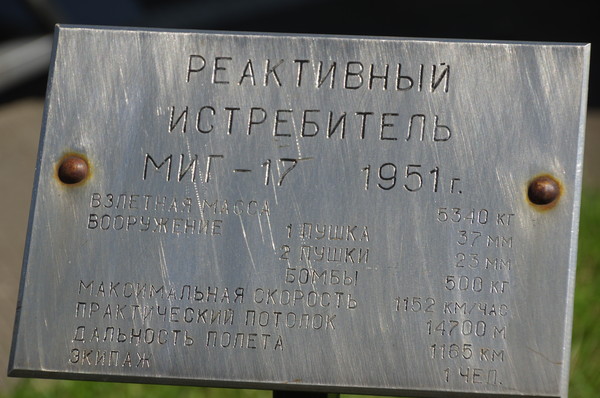 РЕАКТИВНЫЙ
ИСТРЕБИТЕЛЬ
МИГ-17 1951г.
ВЗЛЕТНАЯ МАССА 5340 КГ
ВООРУЖЕНИЕ 1 ПУШКА 37 ММ
2 ПУШКИ 23 ММ
БОМБЫ 500 КГ
МАКСИМАЛЬНАЯ СКОРОСТЬ 1152 КМ/ЧАС
ПРАКТИЧЕСКИЙ ПОТОЛОК 14700 М
ДАЛЬНОСТЬ ПОЛЕТА 1165 КМ
ЭКИПАЖ 1 ЧЕЛ.